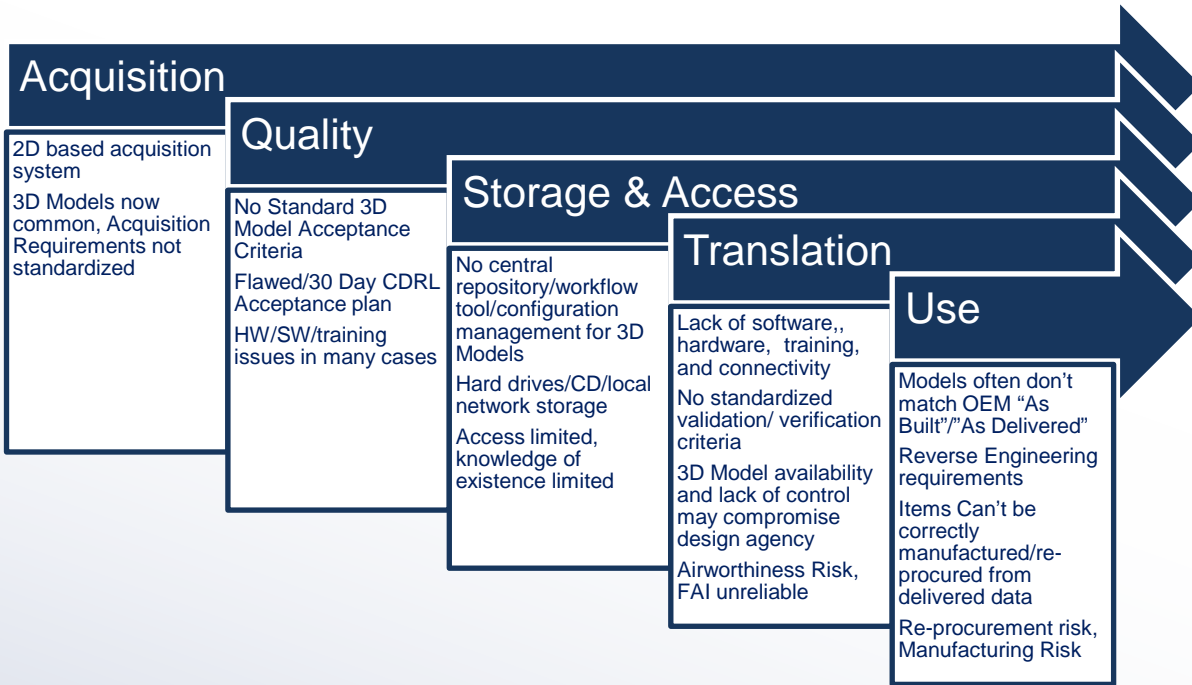 Acquisition
2D based acquisition
system
3D Models now
common, Acquisition
Requirements not
standardized
Quality
No Standard 3D
Model Acceptance
Criteria
Flawed/30 Day CDRL
Acceptance plan
HW/SW/training
issues in many cases
Storage & Access
No central
repository/workflow
tool/configuration
management for 3D
Models
Hard drives/CD/local
network storage
Access limited,
knowledge of
existence limited
Translation
Lack of software,,
hardware, training,
and connectivity
No standardized
validation/ verification
criteria
3D Model availability
and lack of control
may compromise
design agency
Airworthiness Risk,
FAI unreliable
Use
Models often don’t
match OEM “As
Built”/”As Delivered”
Reverse Engineering
requirements
Items Can’t be
correctly
manufactured/re-
procured from
delivered data
Re-procurement risk,
Manufacturing Risk